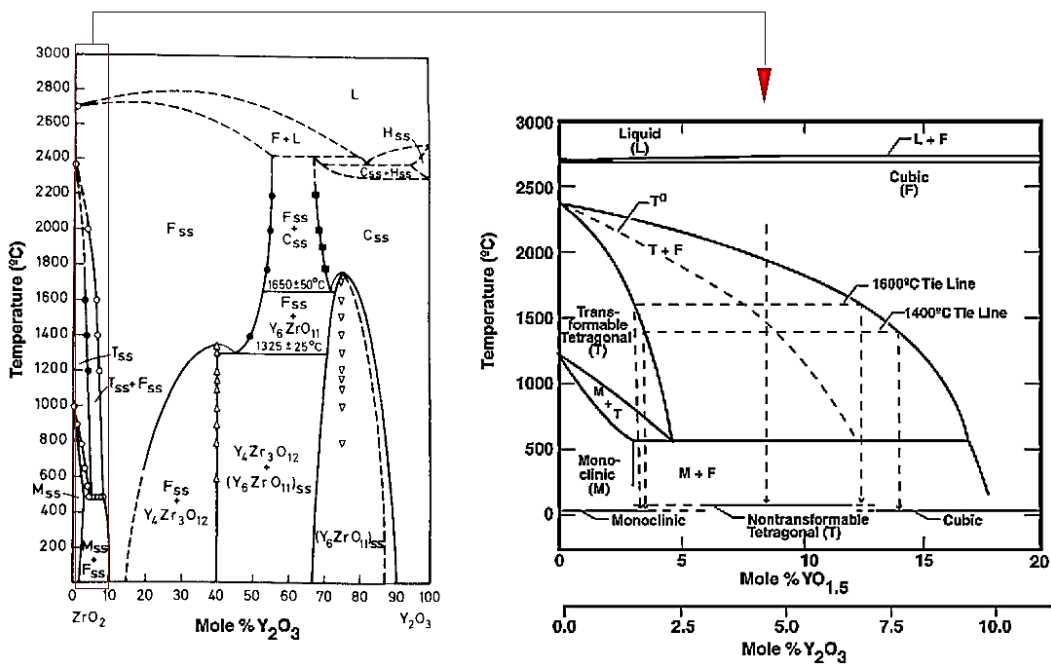 3000
2800
2600
2400
2200
2000
1800
1600
1400
1200
1000
800
600
400
200
Temperature (ºC)
L
F + L
Hss
Css+Hss
Fss
Fss
+
Css
Css
1650±50°C
Fss
+
Y6ZrO11
1325 ± 25°C
Tss
Tss+Fss
Mss
Mss
+
Fss
Fss
+
Y4Zr3O12
Y4Zr3O12
+
(Y6ZrO11)ss
(Y6ZrO11)ss
10 20 30 40 50 60 70 80 90 100
ZrO2
Mole % Y2O3
Y2O3
3000
2500
2000
1500
1000
500
0
Temperature (ºC)
Liquid (L)
L + F
Cubic
(F)
Tº
T + F
1600ºC Tie Line
1400ºC Tie Line
Trans-
formable
Tetragonal
(T)
M +
T
Mono-
clinic
(M)
M + F
Monoclinic
Nontransformable
Tetragonal (T)
Cubic
0 5 10 15 20
Mole % YO1.5
0.0 2.5 5.0 7.5 10.0
Mole % Y2O3